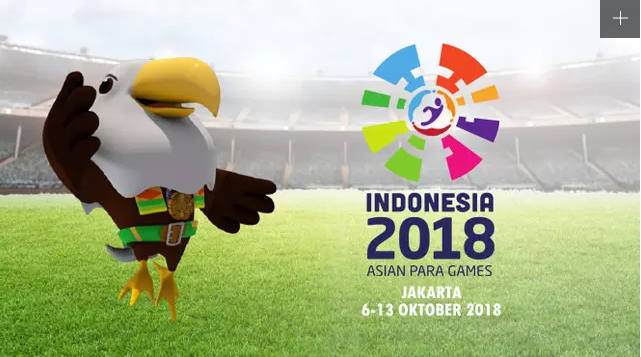 INDONESIA
2018
ASIAN PARA GAMES
JAKARTA
6-13 OKTOBER 2018